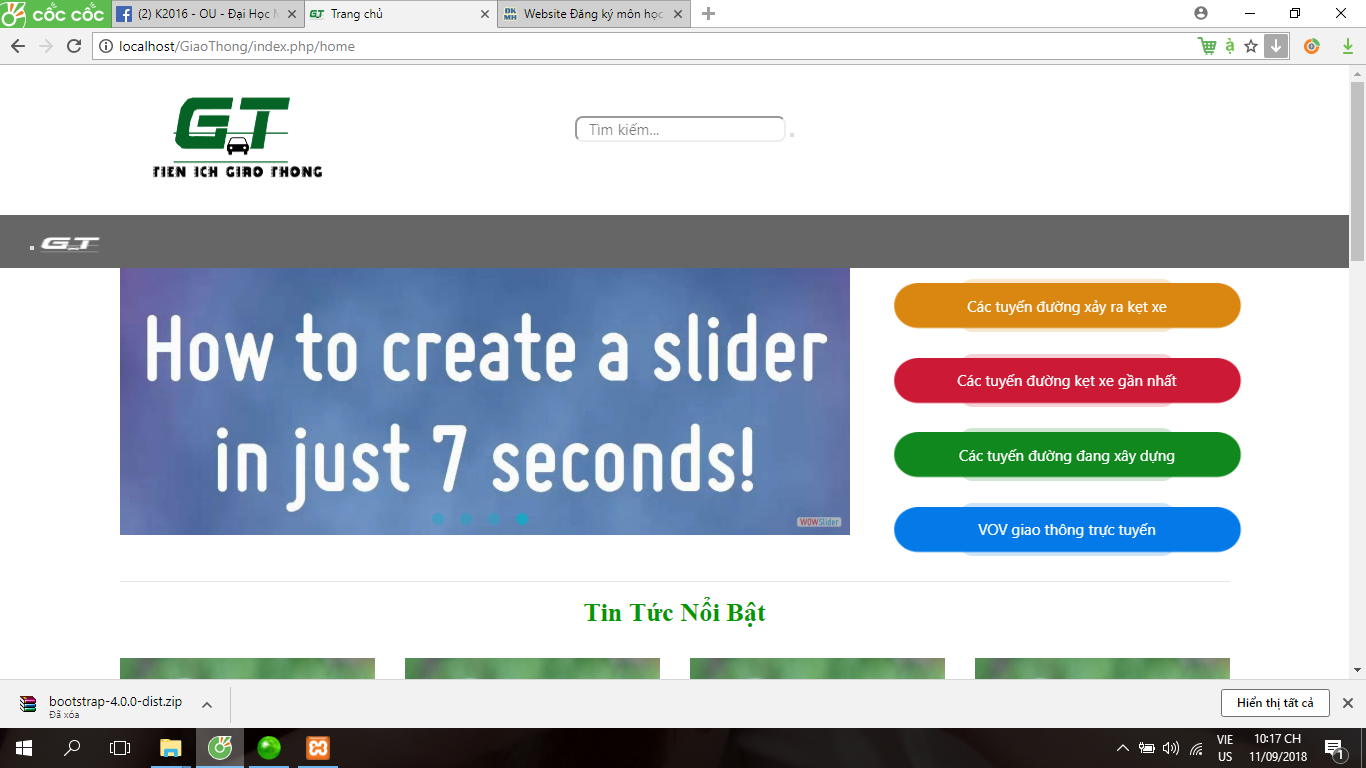 cốc cốc
(2) K2016 - OU - Đại Học N
Trang chủ
ĐK MH
Website Đăng ký môn học
localhost/GiaoThong/index.php/home
ạ
GT
TIEN ICH GIAO THONG
Tìm kiếm...
GT
How to create a slider
in just 7 seconds!
WOWSlider
Các tuyến đường xảy ra kẹt xe
Các tuyến đường kẹt xe gần nhất
Các tuyến đường đang xây dựng
VOV giao thông trực tuyến
Tin Tức Nổi Bật
bootstrap-4.0.0-dist.zip
Đã xóa
Hiển thị tất cả
VIE
US
10:17 CH
11/09/2018
1